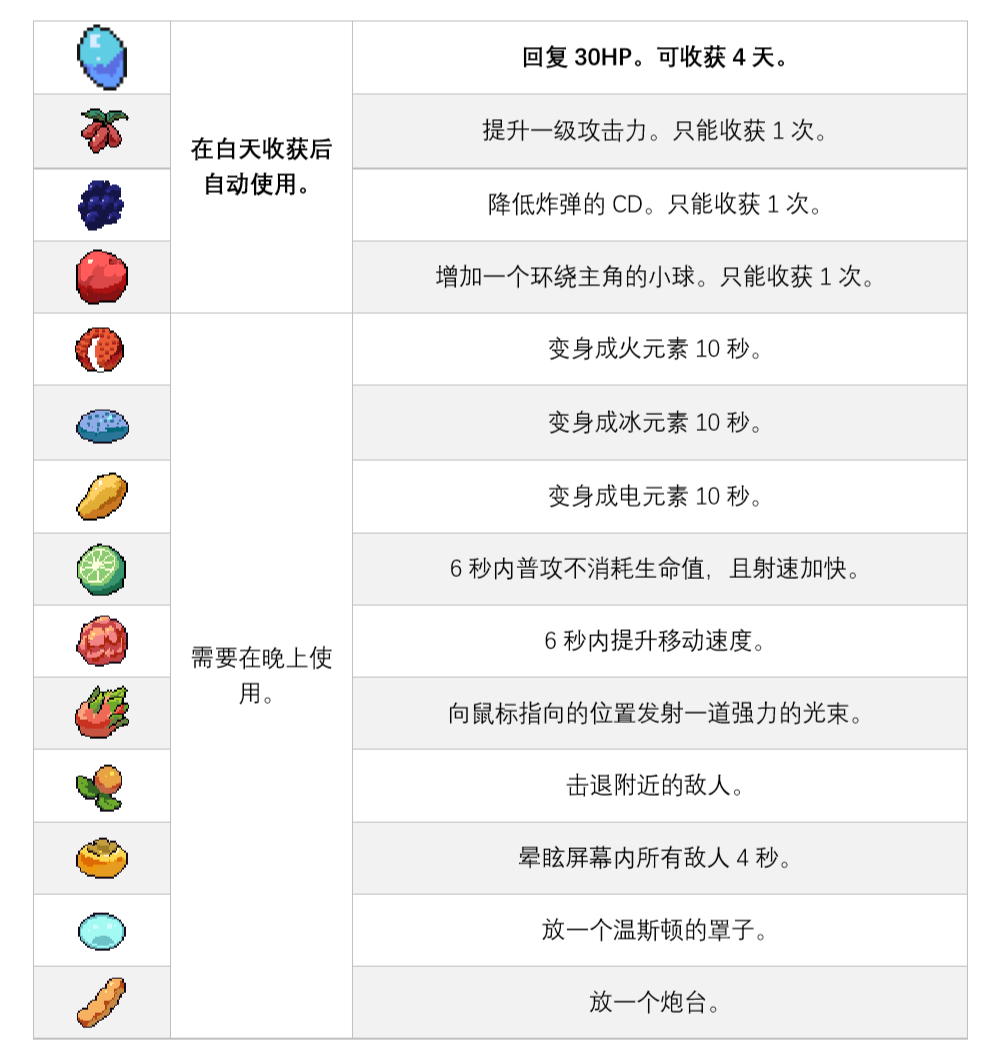 回复 30HP。可收获 4 天。
在白天收获后
自动使用。
提升一级攻击力。只能收获 1 次。
降低炸弹的 CD。只能收获 1 次。
增加一个环绕主角的小球。只能收获 1 次。
变身成火元素 10 秒。
变身成冰元素 10 秒。
变身成电元素 10 秒。
6 秒内普攻不消耗生命值，且射速加快。
需要在晚上使
用。
6 秒内提升移动速度。
向鼠标指向的位置发射一道强力的光束。
击退附近的敌人。
晕眩屏幕内所有敌人 4 秒。
放一个温斯顿的罩子。
放一个炮台。